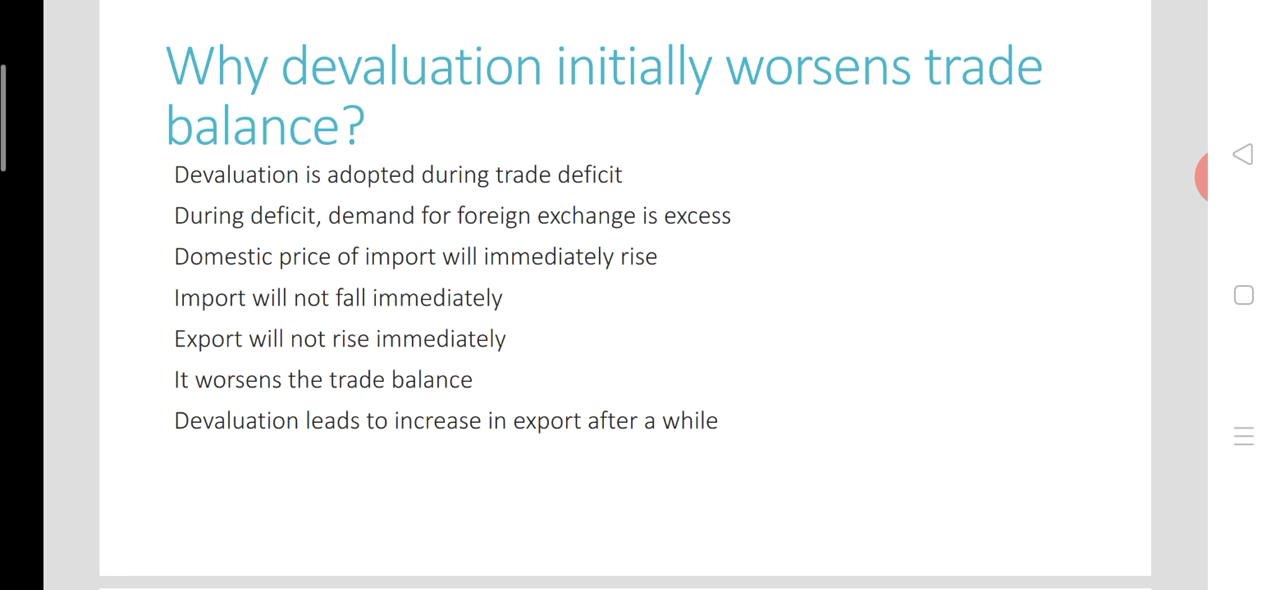 Why devaluation initially worsens trade
balance?
Devaluation is adopted during trade deficit
During deficit, demand for foreign exchange is excess
Domestic price of import will immediately rise
Import will not fall immediately
Export will not rise immediately
It worsens the trade balance
Devaluation leads to increase in export after a while